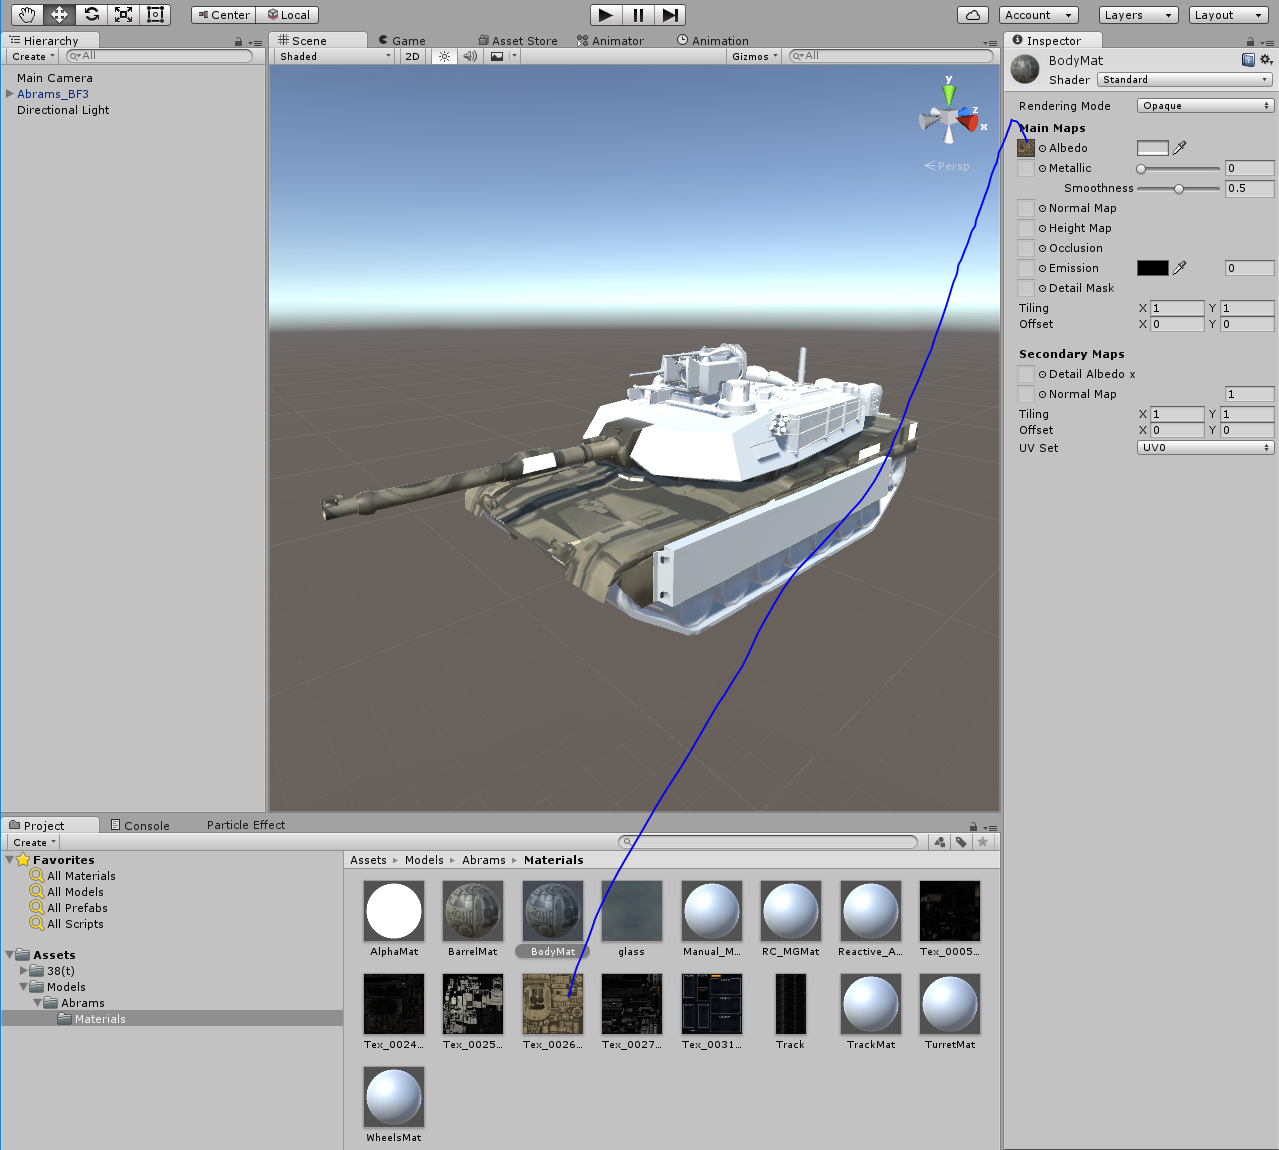 Center Local Account Layers Layout
Hierarchy Scene Game Asset Store Animator Animation Inspector
Create All Shaded 2D Gizmos All BodyMat
Shader Standard
Main Camera
Abrams_BF3
Directional Light
y
z
x
Persp
Rendering Mode Opaque
Main Maps
Albedo
Metallic 0
Smoothness 0.5
Normal Map
Height Map
Occlusion
Emission 0
Detail Mask
Tiling X 1 Y 1
Offset X 0 Y 0
Secondary Maps
Detail Albedo x
Normal Map 1
Tiling X 1 Y 1
Offset X 0 Y 0
UV Set UV0
Project Console Particle Effect
Create
Favorites
All Materials
All Models
All Prefabs
All Scripts
Assets
38(t)
Models
Abrams
Materials
Assets ▸ Models ▸ Abrams ▸ Materials
AlphaMat BarrelMat BodyMat glass Manual_M... RC_MGMat Reactive_A... Tex_0005...
Tex_0024... Tex_0025... Tex_0026... Tex_0027... Tex_0031... Track TrackMat TurretMat
WheelsMat